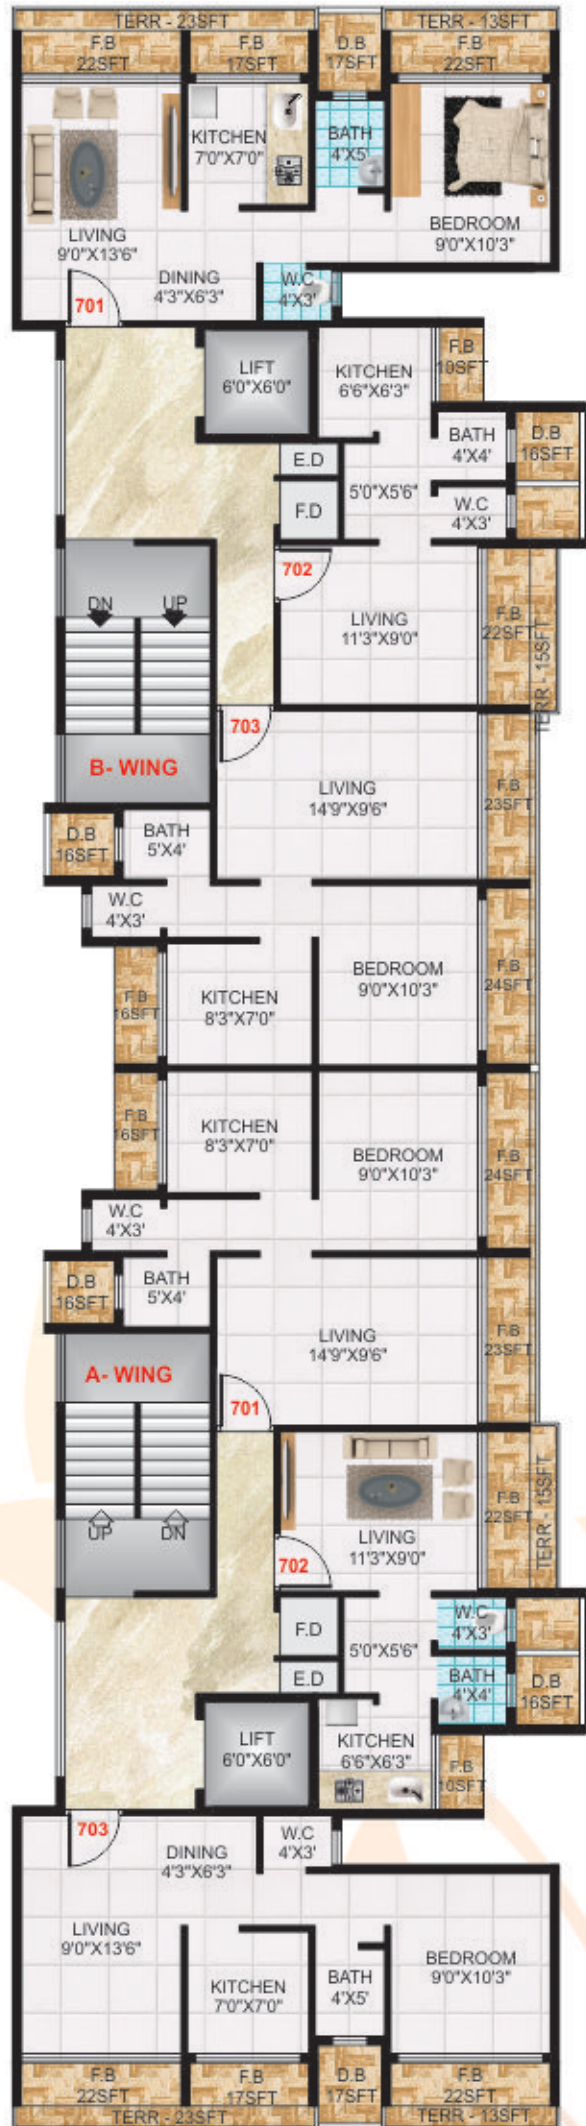 TERR - 23SFT
TERR - 13SFT
F.B
22SFT
F.B
17SFT
D.B
17SFT
F.B
22SFT
KITCHEN
7'0"X7'0"
BATH
4'X5'
LIVING
9'0"X13'6"
BEDROOM
9'0"X10'3"
DINING
4'3"X6'3"
W.C
4'X3'
701
LIFT
6'0"X6'0"
KITCHEN
6'6"X6'3"
F.B
10SFT
BATH
4'X4'
D.B
16SFT
E.D
5'0"X5'6"
W.C
4'X3'
F.D
702
LIVING
11'3"X9'0"
F.B
22SFT
TERR - 15SFT
DN
UP
703
B- WING
LIVING
14'9"X9'6"
F.B
23SFT
D.B
16SFT
BATH
5'X4'
W.C
4'X3'
F.B
16SFT
KITCHEN
8'3"X7'0"
BEDROOM
9'0"X10'3"
F.B
24SFT
F.B
16SFT
KITCHEN
8'3"X7'0"
BEDROOM
9'0"X10'3"
F.B
24SFT
W.C
4'X3'
D.B
16SFT
BATH
5'X4'
LIVING
14'9"X9'6"
F.B
23SFT
A- WING
701
LIVING
11'3"X9'0"
F.B
22SFT
TERR - 15SFT
UP
DN
702
F.D
5'0"X5'6"
W.C
4'X3'
E.D
BATH
4'X4'
D.B
16SFT
LIFT
6'0"X6'0"
KITCHEN
6'6"X6'3"
F.B
10SFT
703
DINING
4'3"X6'3"
W.C
4'X3'
LIVING
9'0"X13'6"
BEDROOM
9'0"X10'3"
KITCHEN
7'0"X7'0"
BATH
4'X5'
F.B
22SFT
F.B
17SFT
D.B
17SFT
F.B
22SFT
TERR - 23SFT
TERR - 13SFT